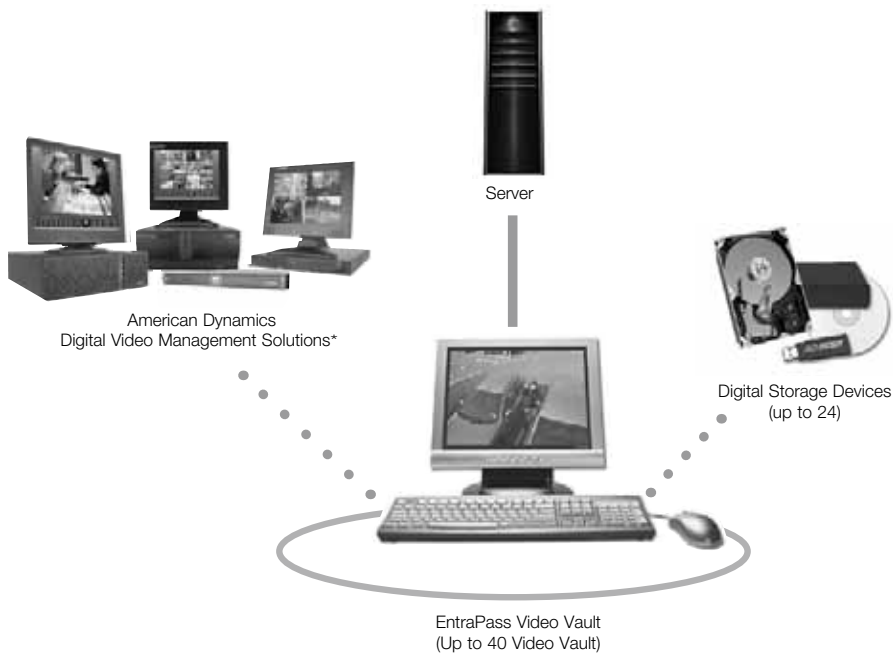 Server
American Dynamics
Digital Video Management Solutions*
Digital Storage Devices
(up to 24)
EntraPass Video Vault
(Up to 40 Video Vault)